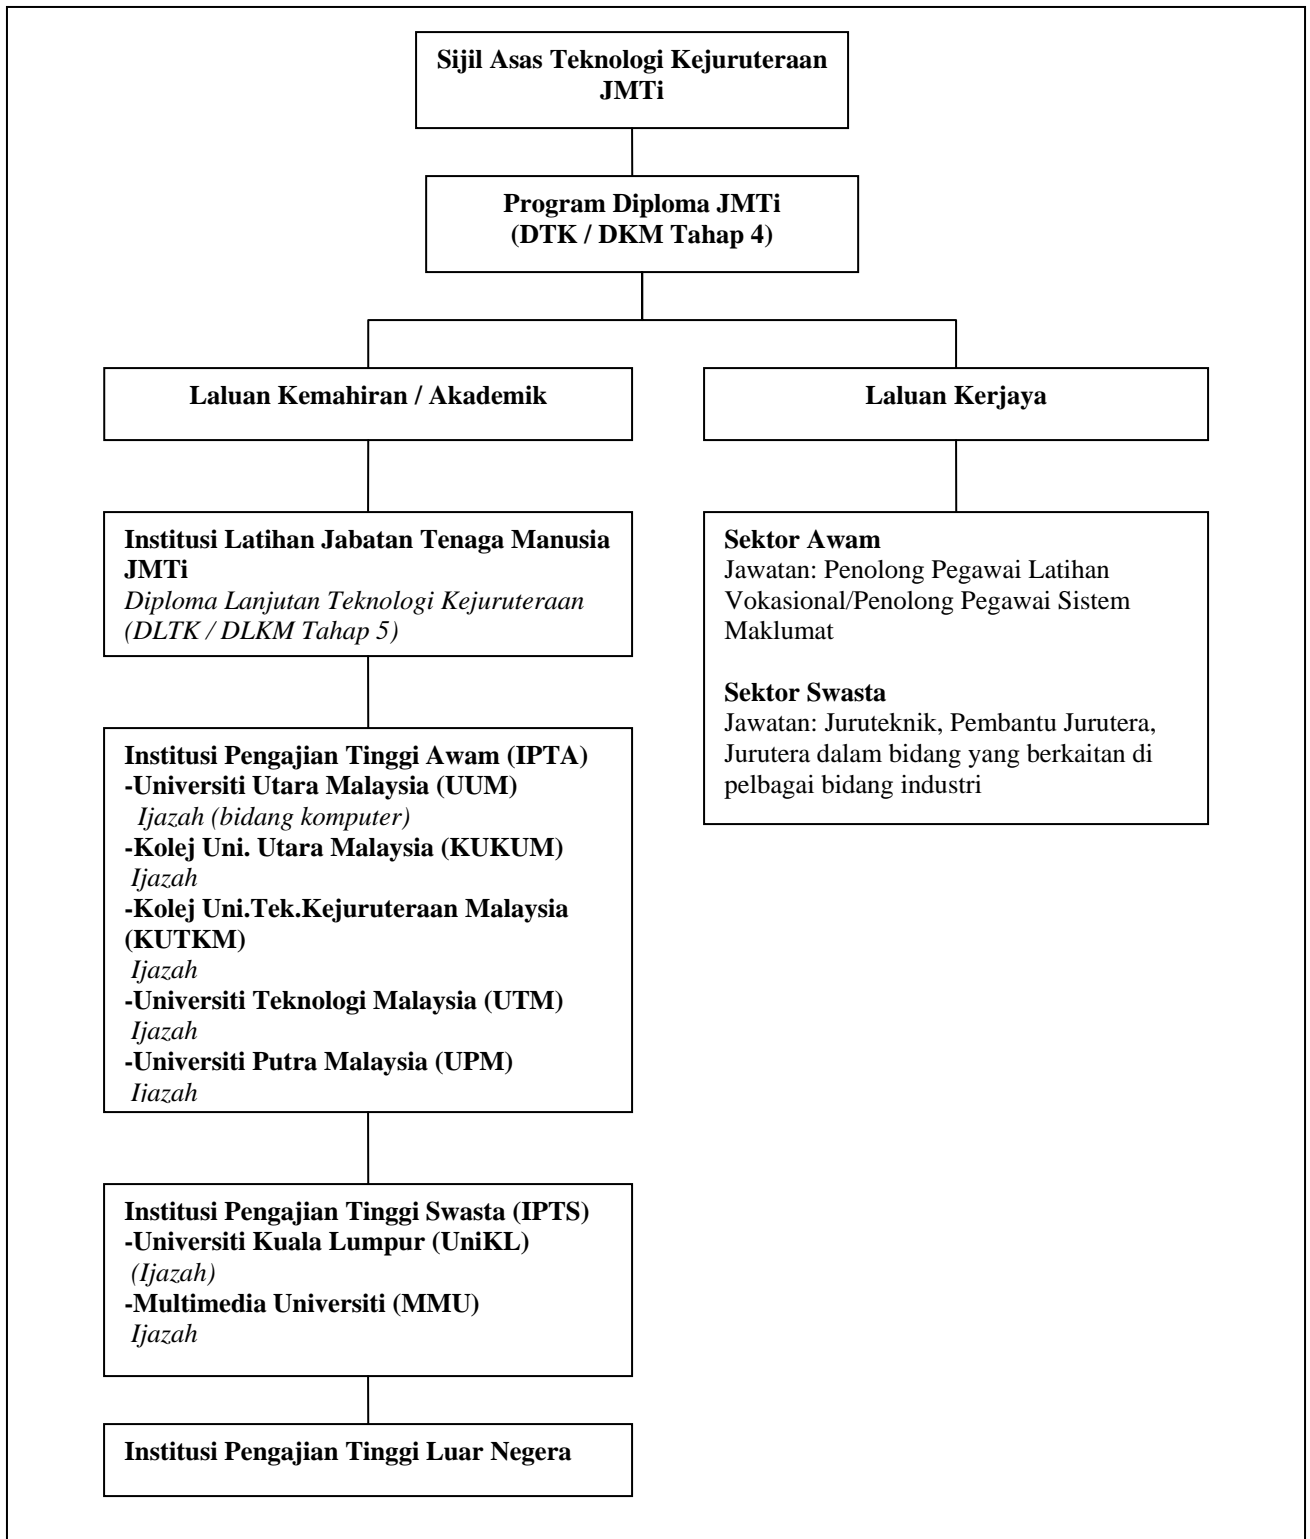 Sijil Asas Teknologi Kejuruteraan
JMTi
Program Diploma JMTi
(DTK / DKM Tahap 4)
Laluan Kemahiran / Akademik
Laluan Kerjaya
Institusi Latihan Jabatan Tenaga Manusia
JMTi
Diploma Lanjutan Teknologi Kejuruteraan
(DLTK / DLKM Tahap 5)
Sektor Awam
Jawatan: Penolong Pegawai Latihan
Vokasional/Penolong Pegawai Sistem
Maklumat
Sektor Swasta
Jawatan: Juruteknik, Pembantu Jurutera,
Jurutera dalam bidang yang berkaitan di
pelbagai bidang industri
Institusi Pengajian Tinggi Awam (IPTA)
-Universiti Utara Malaysia (UUM)
Ijazah (bidang komputer)
-Kolej Uni. Utara Malaysia (KUKUM)
Ijazah
-Kolej Uni.Tek.Kejuruteraan Malaysia
(KUTKM)
Ijazah
-Universiti Teknologi Malaysia (UTM)
Ijazah
-Universiti Putra Malaysia (UPM)
Ijazah
Institusi Pengajian Tinggi Swasta (IPTS)
-Universiti Kuala Lumpur (UniKL)
(Ijazah)
-Multimedia Universiti (MMU)
Ijazah
Institusi Pengajian Tinggi Luar Negera